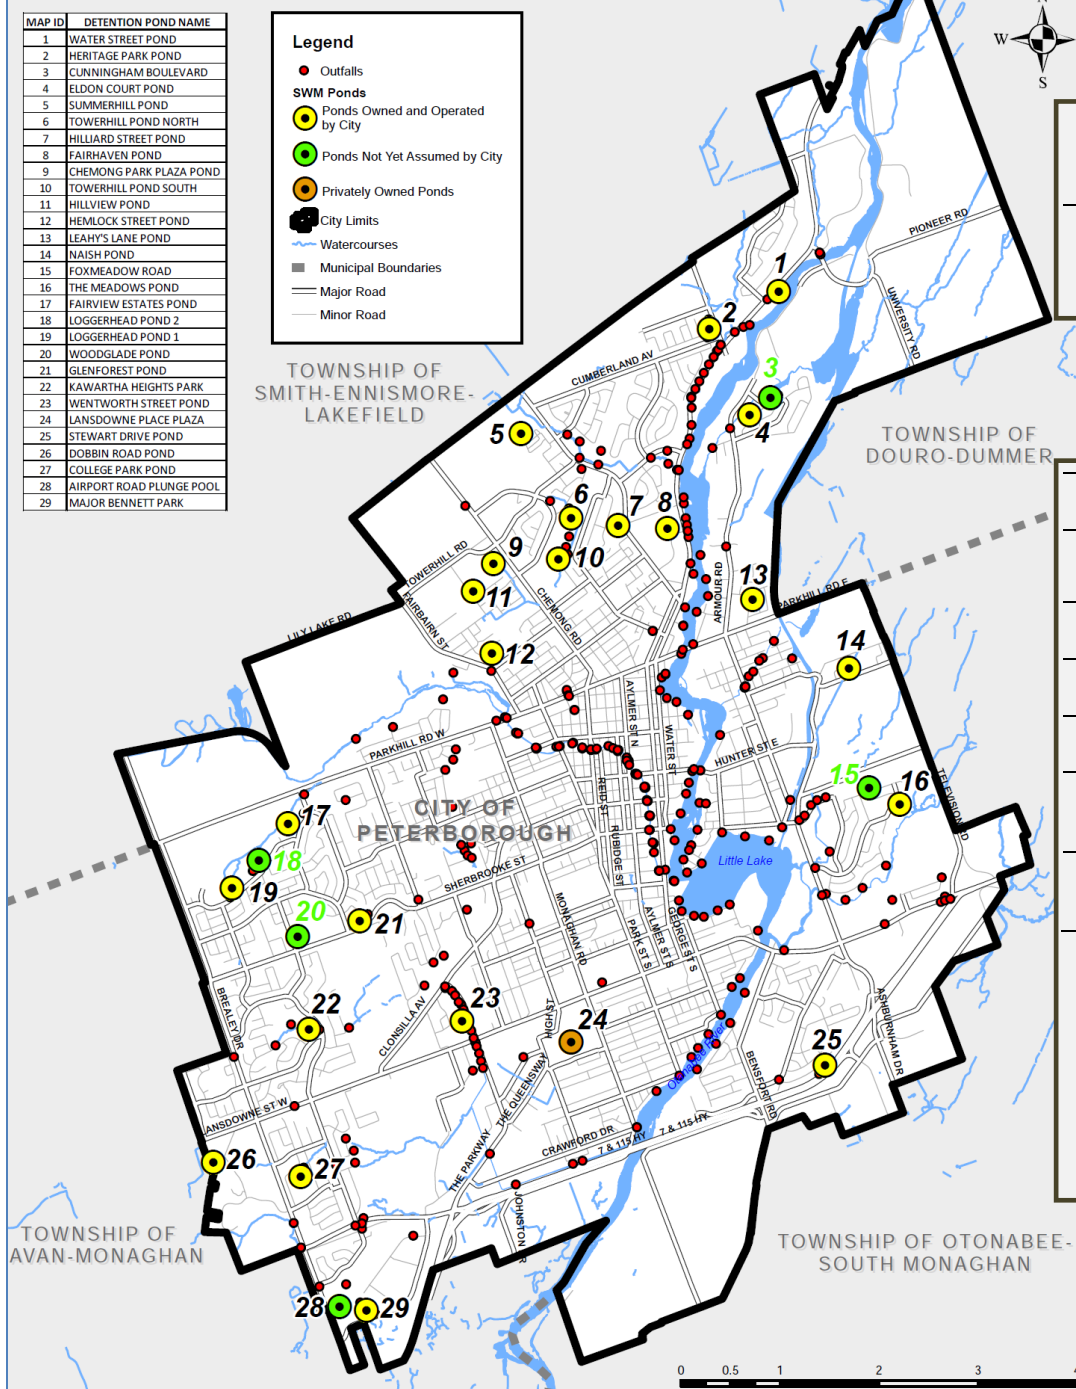 MAP ID DETENTION POND NAME
1 WATER STREET POND
2 HERITAGE PARK POND
3 CUNNINGHAM BOULEVARD
4 ELDON COURT POND
5 SUMMERHILL POND
6 TOWERHILL POND NORTH
7 HILLIARD STREET POND
8 FAIRHAVEN POND
9 CHEMONG PARK PLAZA POND
10 TOWERHILL POND SOUTH
11 HILLVIEW POND
12 HEMLOCK STREET POND
13 LEAHY'S LANE POND
14 NAISH POND
15 FOXMEADOW ROAD
16 THE MEADOWS POND
17 FAIRVIEW ESTATES POND
18 LOGGERHEAD POND 2
19 LOGGERHEAD POND 1
20 WOODGLADE POND
21 GLENFOREST POND
22 KAWARTHA HEIGHTS PARK
23 WENTWORTH STREET POND
24 LANSDOWNE PLACE PLAZA
25 STEWART DRIVE POND
26 DOBBIN ROAD POND
27 COLLEGE PARK POND
28 AIRPORT ROAD PLUNGE POOL
29 MAJOR BENNETT PARK
Legend
Outfalls
SWM Ponds
Ponds Owned and Operated
by City
Ponds Not Yet Assumed by City
Privately Owned Ponds
City Limits
Watercourses
Municipal Boundaries
Major Road
Minor Road
W
S
PIONEER RD
UNIVERSITY RD
1
2
CUMBERLAND AV
3
4
TOWNSHIP OF
SMITH-ENNISMORE-
LAKEFIELD
5
TOWNSHIP OF
DOURO-DUMMER
6
7
8
9
10
TOWERHILL RD
11
FAIRBAIRN ST
CHEMONG RD
ARMOUR RD
13
PARKHILL RD E
LILY LAKE RD
12
14
AYLMER ST N
WATER ST
PARKHILL RD W
HUNTER ST E
15
16
TELEVISION RD
REID ST
RUBIDGE ST
CITY OF
PETERBOROUGH
17
18
19
Little Lake
SHERBROOKE ST
20
21
MONAGHAN RD
PARK ST S
AYLMER ST S
GEORGE ST S
BREALEY DR
22
CLONSILLA AV
23
HIGH ST
24
ASHBURNHAM DR
25
Otonabee River
BENSFORT RD
THE QUEENSWAY
ANSDOWNE ST W
CRAWFORD DR
7 & 115 HY
7 & 115 HY
26
27
THE PARKWAY
TOWNSHIP OF
AVAN-MONAGHAN
TOWNSHIP OF OTONABEE-
SOUTH MONAGHAN
28
29
0 0.5 1 2 3